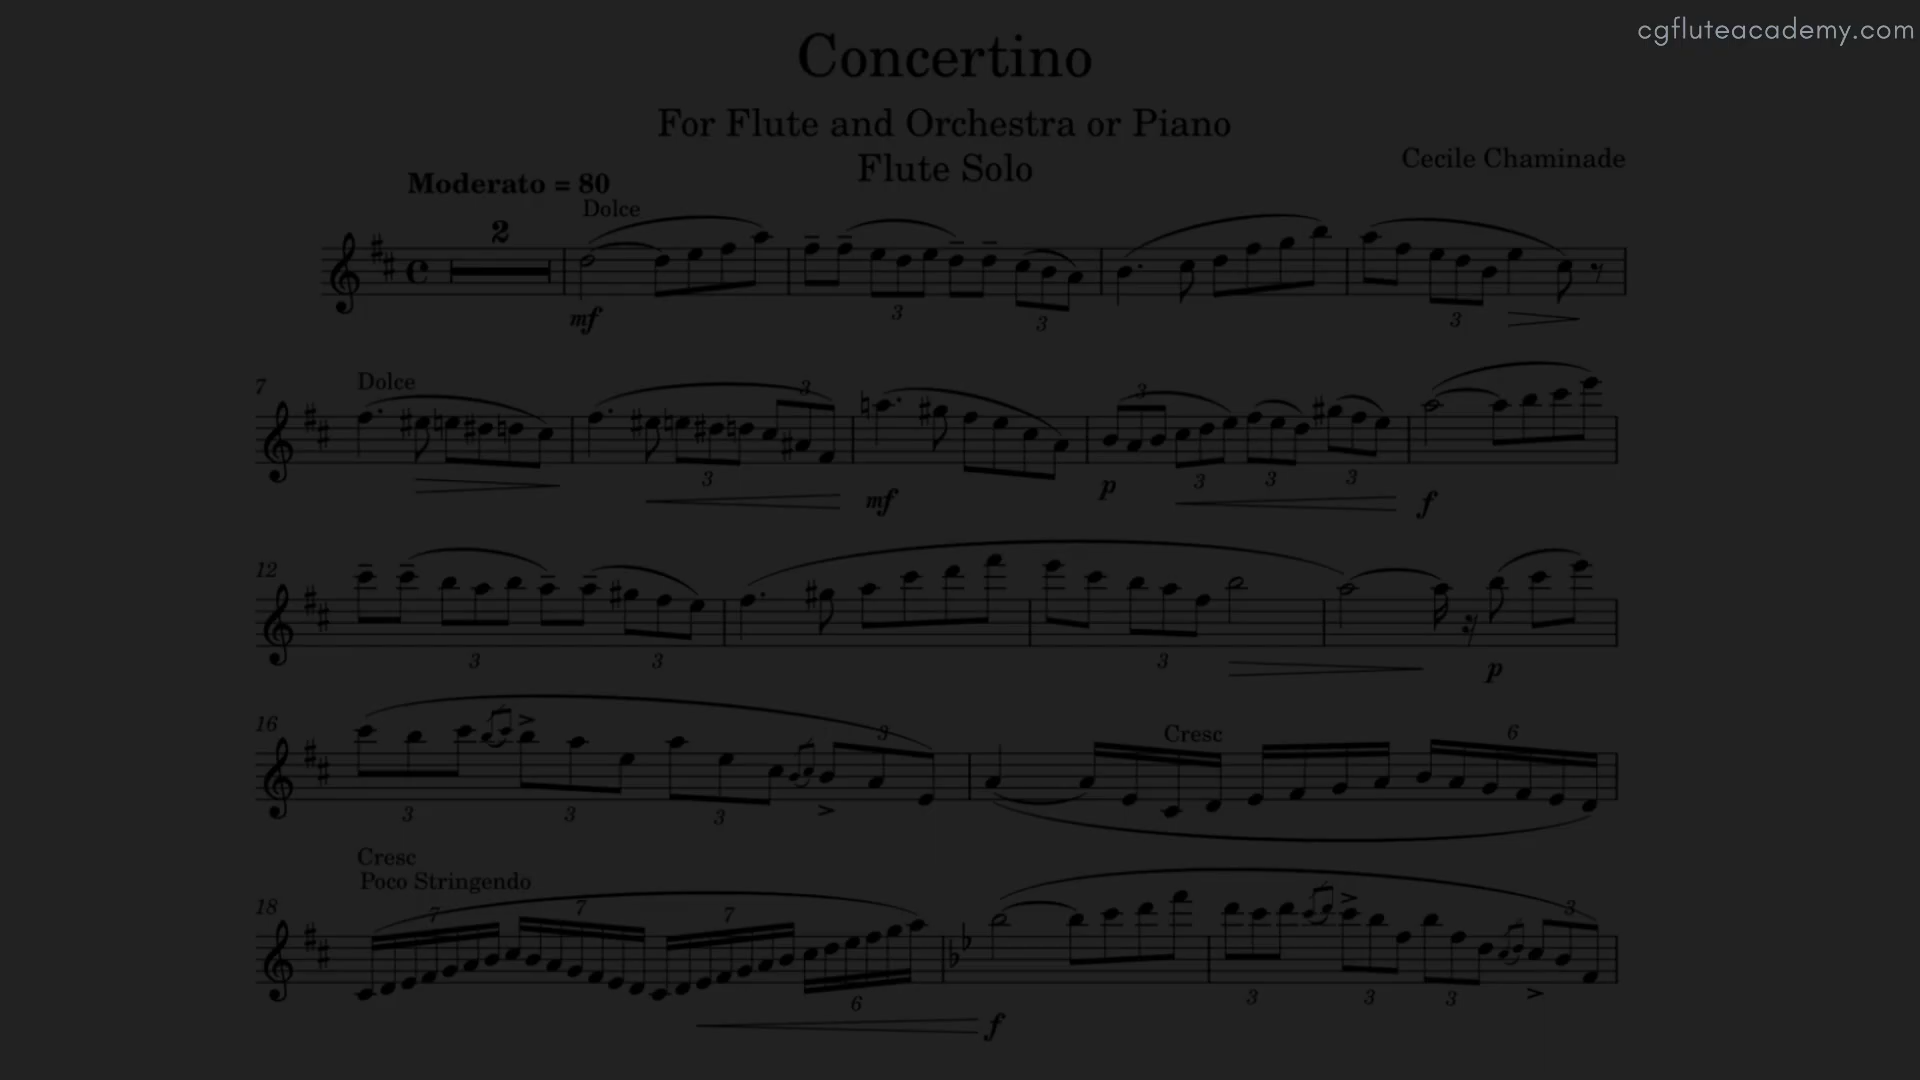 cgfluteacademy.com
Concertino
For Flute and Orchestra or Piano
Flute Solo
Cecile Chaminade
Moderato = 80
Dolce
2
mf
3
3
3
7
Dolce
3
3
mf
3
p
3
3
3
f
12
3
3
3
p
16
3
3
3
3
Cresc
6
Cresc
Poco Stringendo
18
7
7
7
6
f
3
3
3
3